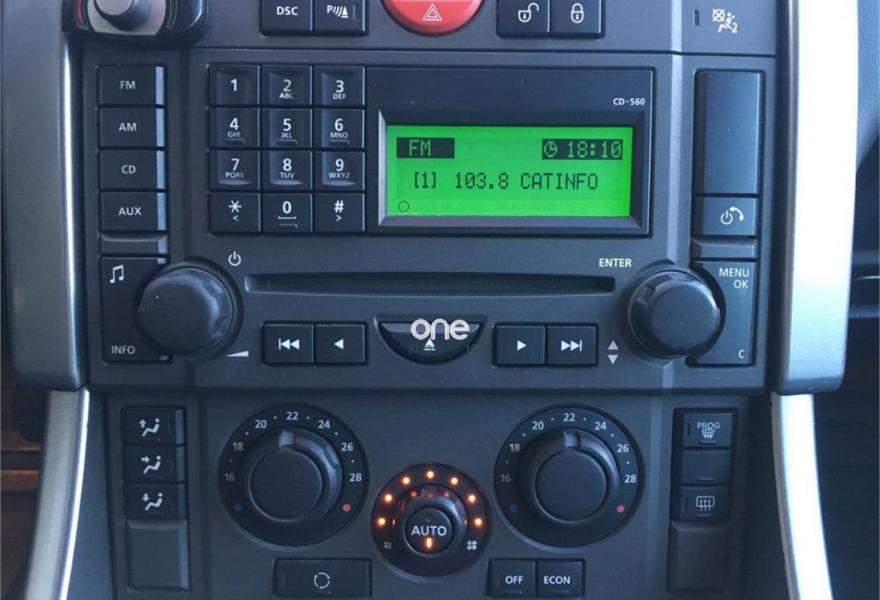 DSC
2
FM
AM
CD
AUX
INFO
1
2 ABC
3 DEF
4 GHI
5 JKL
6 MNO
7 PQRS
8 TUV
9 WXYZ
* <
0
# >
CD-560
FM 18:10
[1] 103.8 CATINFO
ENTER
MENU
OK
C
one
16 18 20 22 24 26 28
AUTO
16 18 20 22 24 26 28
PROG
OFF
ECON